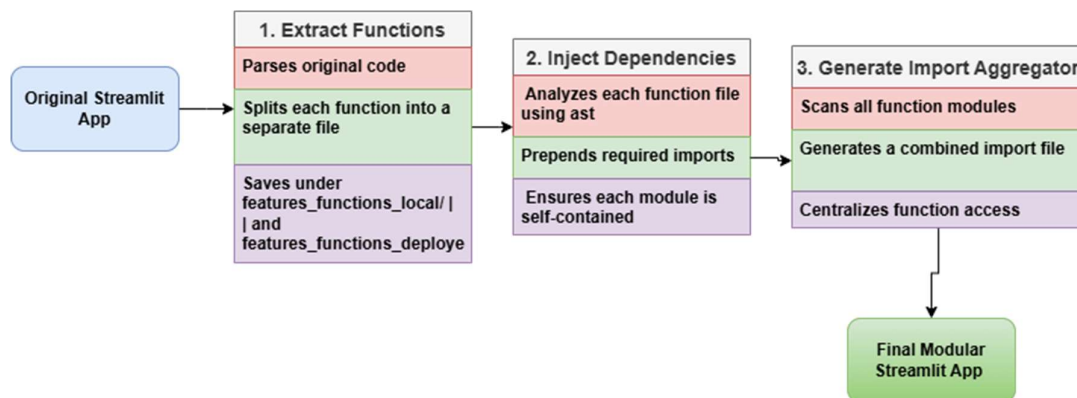 Original Streamlit
App
1. Extract Functions
Parses original code
Splits each function into a
separate file
Saves under
features_functions_local/ |
| and
features_functions_deploye
2. Inject Dependencies
Analyzes each function file
using ast
Prepends required imports
Ensures each module is
self-contained
3. Generate Import Aggregator
Scans all function modules
Generates a combined import file
Centralizes function access
Final Modular
Streamlit App